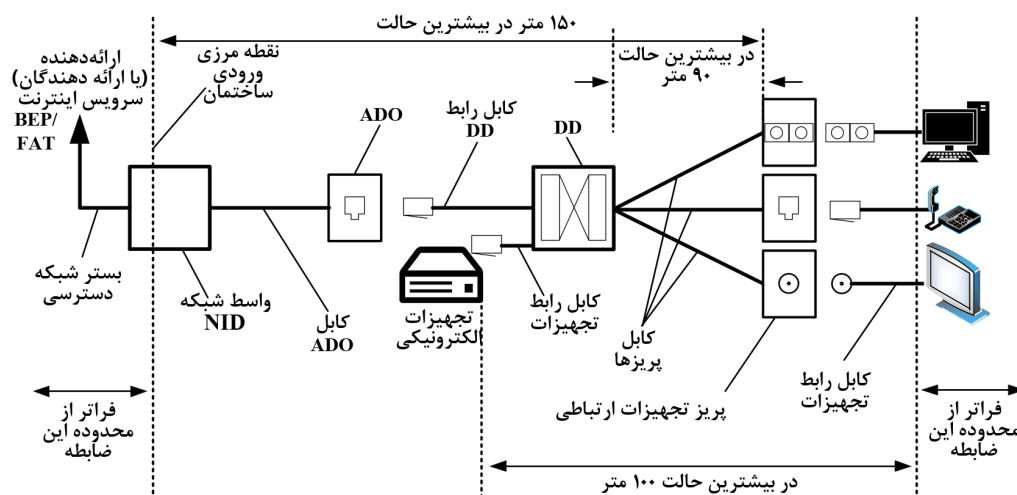 ۱۵۰ متر در بیشترین حالت
ارائه‌دهنده
(یا ارائه دهندگان)
سرویس اینترنت
BEP/
FAT
نقطه مرزی
ورودی
ساختمان
در بیشترین حالت
۹۰ متر
ADO
کابل رابط
DD
DD
بستر شبکه
دسترسی
واسط شبکه
NID
کابل
ADO
تجهیزات
الکترونیکی
کابل رابط
تجهیزات
کابل
پریزها
پریز تجهیزات ارتباطی
کابل رابط
تجهیزات
فراتر از
محدوده این
ضابطه
فراتر از
محدوده این
ضابطه
در بیشترین حالت ۱۰۰ متر